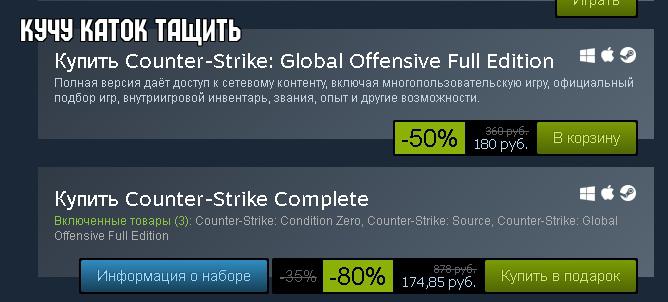 Играть
КУЧУ КАТОК ТАЩИТЬ
Купить Counter-Strike: Global Offensive Full Edition
Полная версия даёт доступ к сетевому контенту, включая многопользовательскую игру, официальный
подбор игр, внутриигровой инвентарь, звания, опыт и другие возможности.
-50%
360 руб.
180 руб.
В корзину
Купить Counter-Strike Complete
Включенные товары (3): Counter-Strike: Condition Zero, Counter-Strike: Source, Counter-Strike: Global
Offensive Full Edition
Информация о наборе
-35%
-80%
878 руб.
174,85 руб.
Купить в подарок